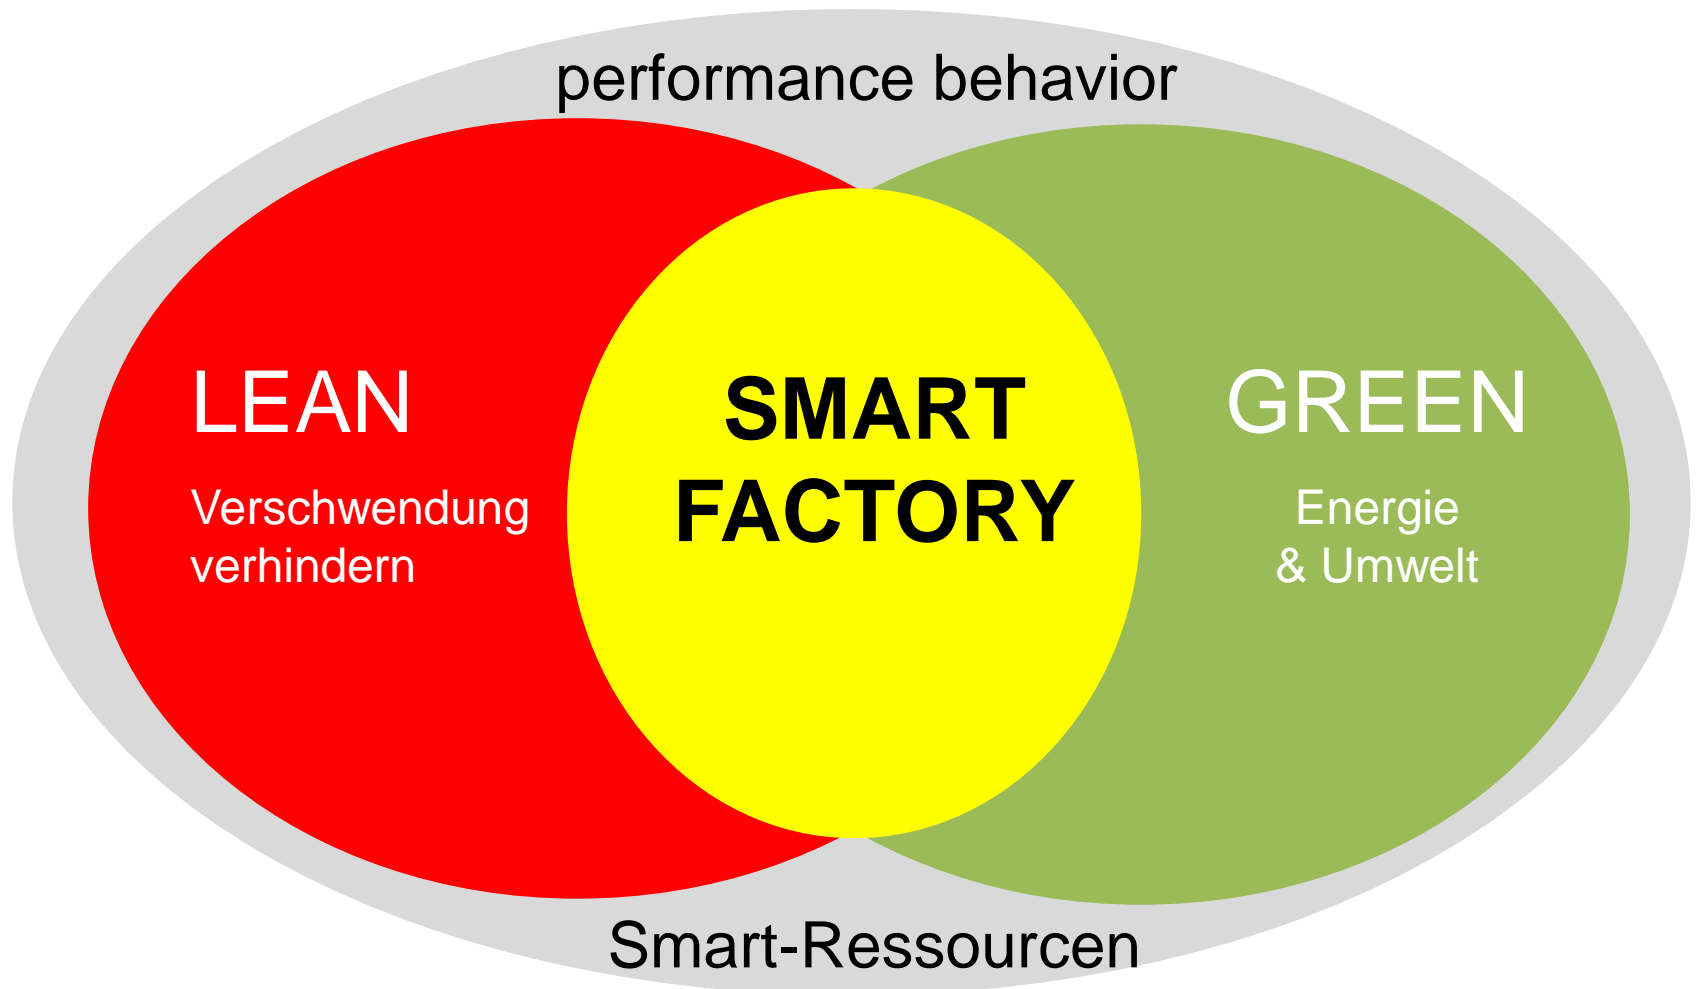 performance behavior
LEAN
Verschwendung
verhindern
SMART
FACTORY
GREEN
Energie
& Umwelt
Smart-Ressourcen